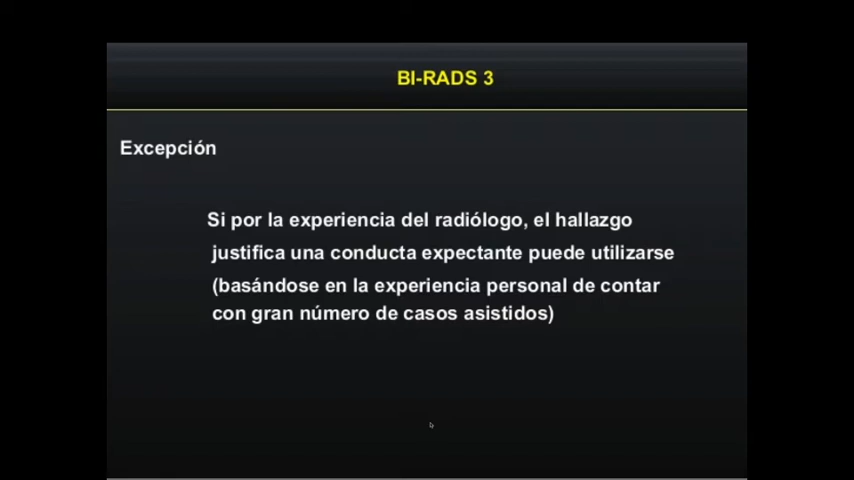 BI-RADS 3
Excepción
Si por la experiencia del radiólogo, el hallazgo
justifica una conducta expectante puede utilizarse
(basándose en la experiencia personal de contar
con gran número de casos asistidos)